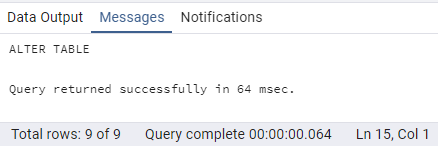 Data Output Messages Notifications
ALTER TABLE
Query returned successfully in 64 msec.
Total rows: 9 of 9 Query complete 00:00:00.064 Ln 15, Col 1